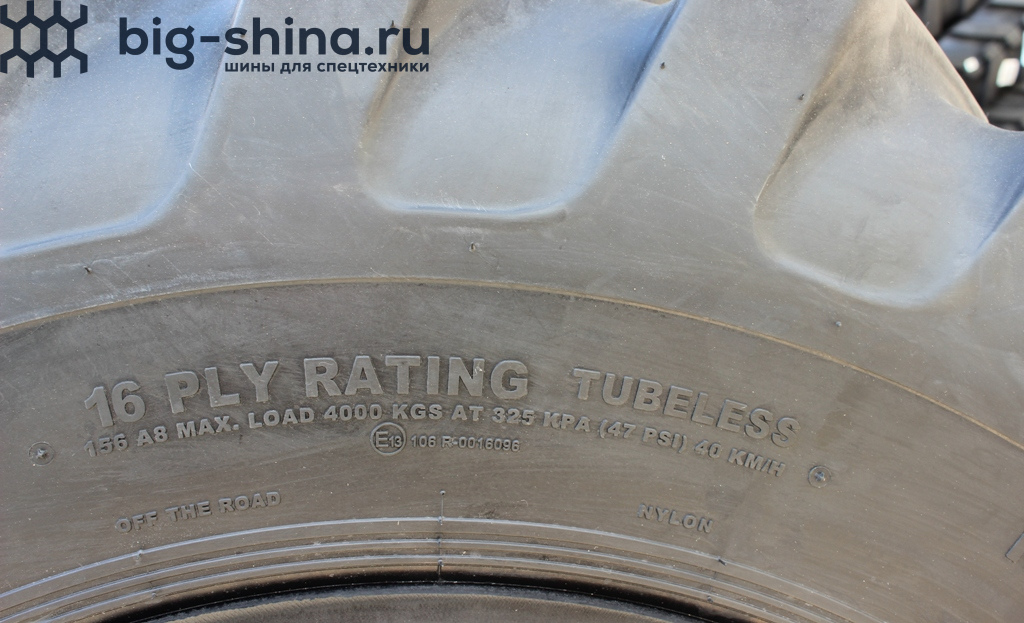 big-shina.ru
шины для спецтехники
16 PLY RATING TUBELESS
156 A8 MAX. LOAD 4000 KGS AT 325 KPA (47 PSI) 40 KM/H
E13 106 R-0016096
OFF THE ROAD NYLON